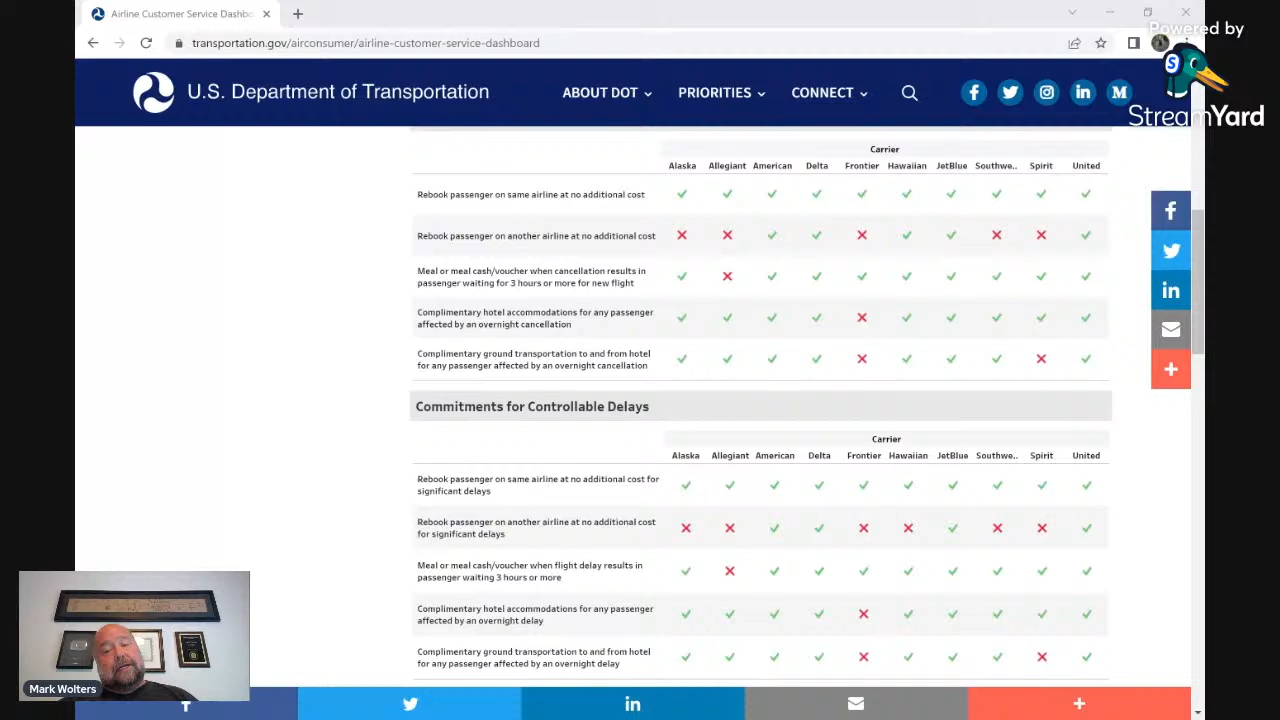 Airline Customer Service Dashbo
transportation.gov/airconsumer/airline-customer-service-dashboard
Powered by
StreamYard
U.S. Department of Transportation
ABOUT DOT
PRIORITIES
CONNECT
Carrier
Alaska Allegiant American Delta Frontier Hawaiian JetBlue Southwe.. Spirit United
Rebook passenger on same airline at no additional cost
Rebook passenger on another airline at no additional cost
Meal or meal cash/voucher when cancellation results in
passenger waiting for 3 hours or more for new flight
Complimentary hotel accommodations for any passenger
affected by an overnight cancellation
Complimentary ground transportation to and from hotel
for any passenger affected by an overnight cancellation
Commitments for Controllable Delays
Carrier
Alaska Allegiant American Delta Frontier Hawaiian JetBlue Southwe.. Spirit United
Rebook passenger on same airline at no additional cost for
significant delays
Rebook passenger on another airline at no additional cost
for significant delays
Meal or meal cash/voucher when flight delay results in
passenger waiting 3 hours or more
Complimentary hotel accommodations for any passenger
affected by an overnight delay
Complimentary ground transportation to and from hotel
for any passenger affected by an overnight delay
Mark Wolters